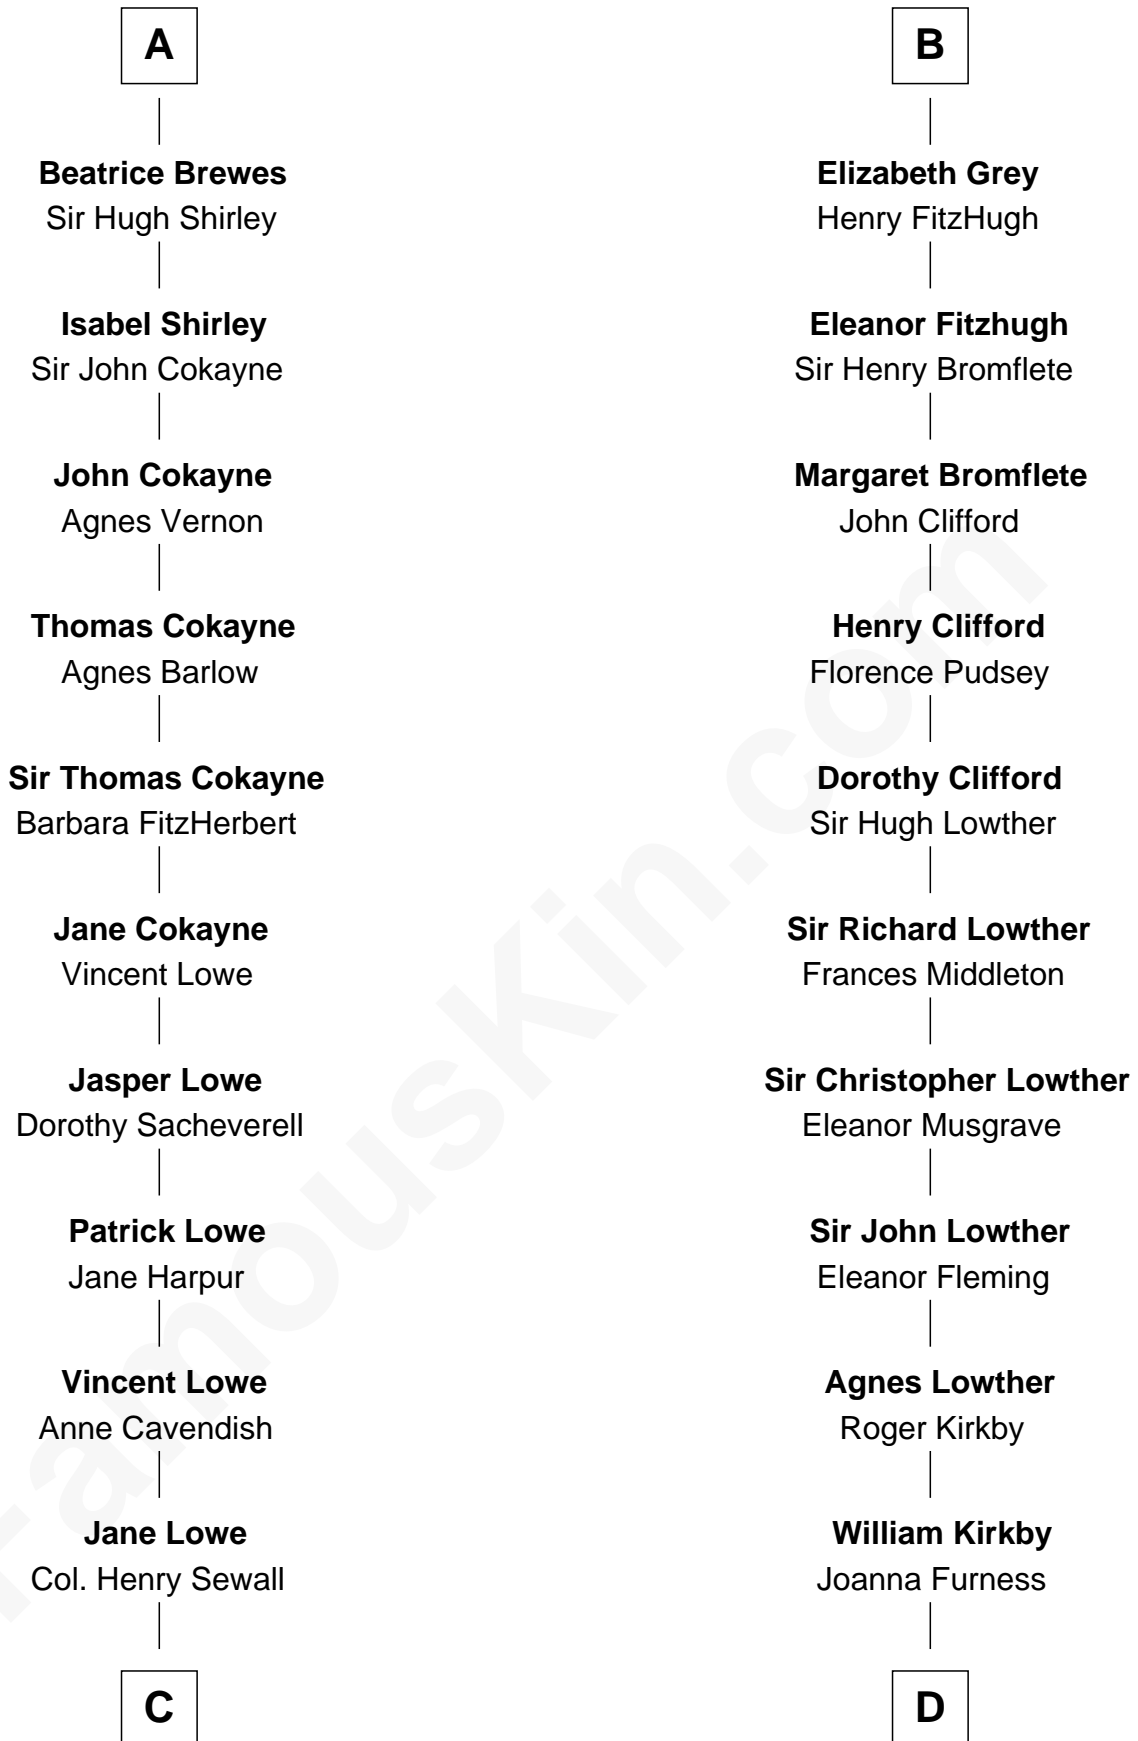 A
Beatrice Brewes
Sir Hugh Shirley
Isabel Shirley
Sir John Cokayne
John Cokayne
Agnes Vernon
Thomas Cokayne
Agnes Barlow
Sir Thomas Cokayne
Barbara FitzHerbert
Jane Cokayne
Vincent Lowe
Jasper Lowe
Dorothy Sacheverell
Patrick Lowe
Jane Harpur
Vincent Lowe
Anne Cavendish
Jane Lowe
Col. Henry Sewall
C
B
Elizabeth Grey
Henry FitzHugh
Eleanor Fitzhugh
Sir Henry Bromflete
Margaret Bromflete
John Clifford
Henry Clifford
Florence Pudsey
Dorothy Clifford
Sir Hugh Lowther
Sir Richard Lowther
Frances Middleton
Sir Christopher Lowther
Eleanor Musgrave
Sir John Lowther
Eleanor Fleming
Agnes Lowther
Roger Kirkby
William Kirkby
Joanna Furness
D
FamousKin.com